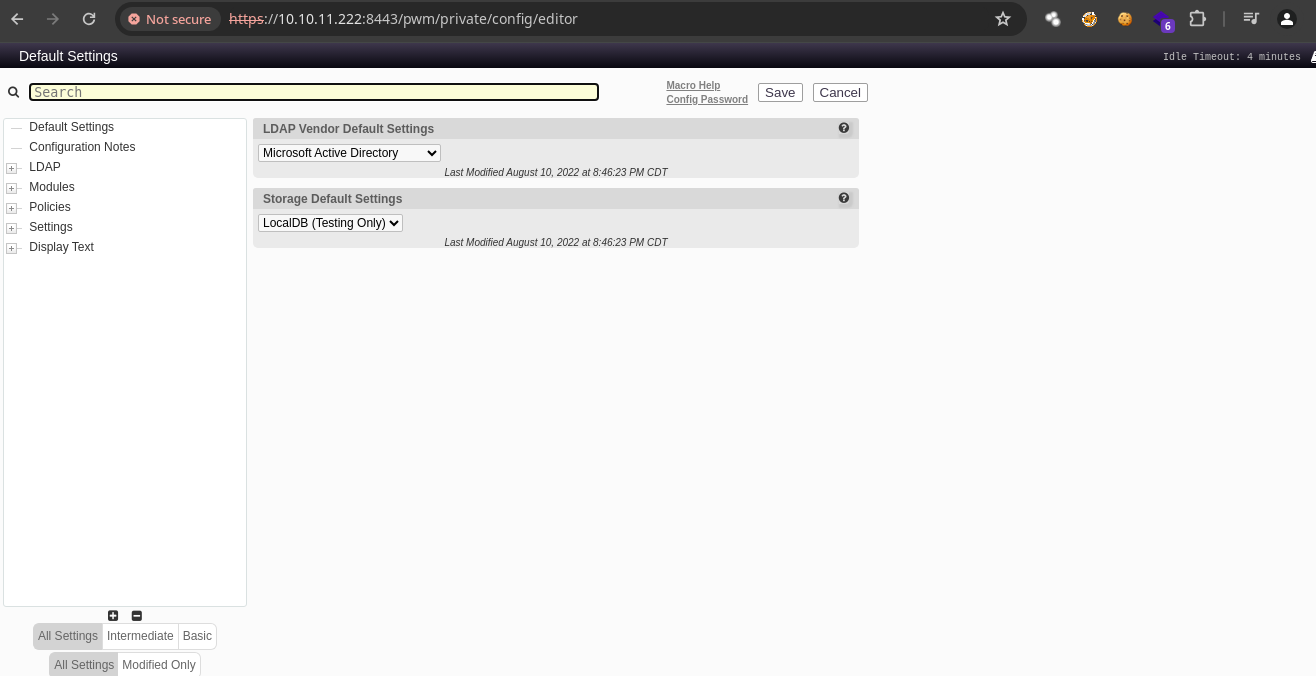 Not secure https://10.10.11.222:8443/pwm/private/config/editor
6
Default Settings
Idle Timeout: 4 minutes
Search
Macro Help
Config Password
Save
Cancel
Default Settings
Configuration Notes
LDAP
Modules
Policies
Settings
Display Text
LDAP Vendor Default Settings
Microsoft Active Directory
Last Modified August 10, 2022 at 8:46:23 PM CDT
Storage Default Settings
LocalDB (Testing Only)
Last Modified August 10, 2022 at 8:46:23 PM CDT
All Settings Intermediate Basic
All Settings Modified Only